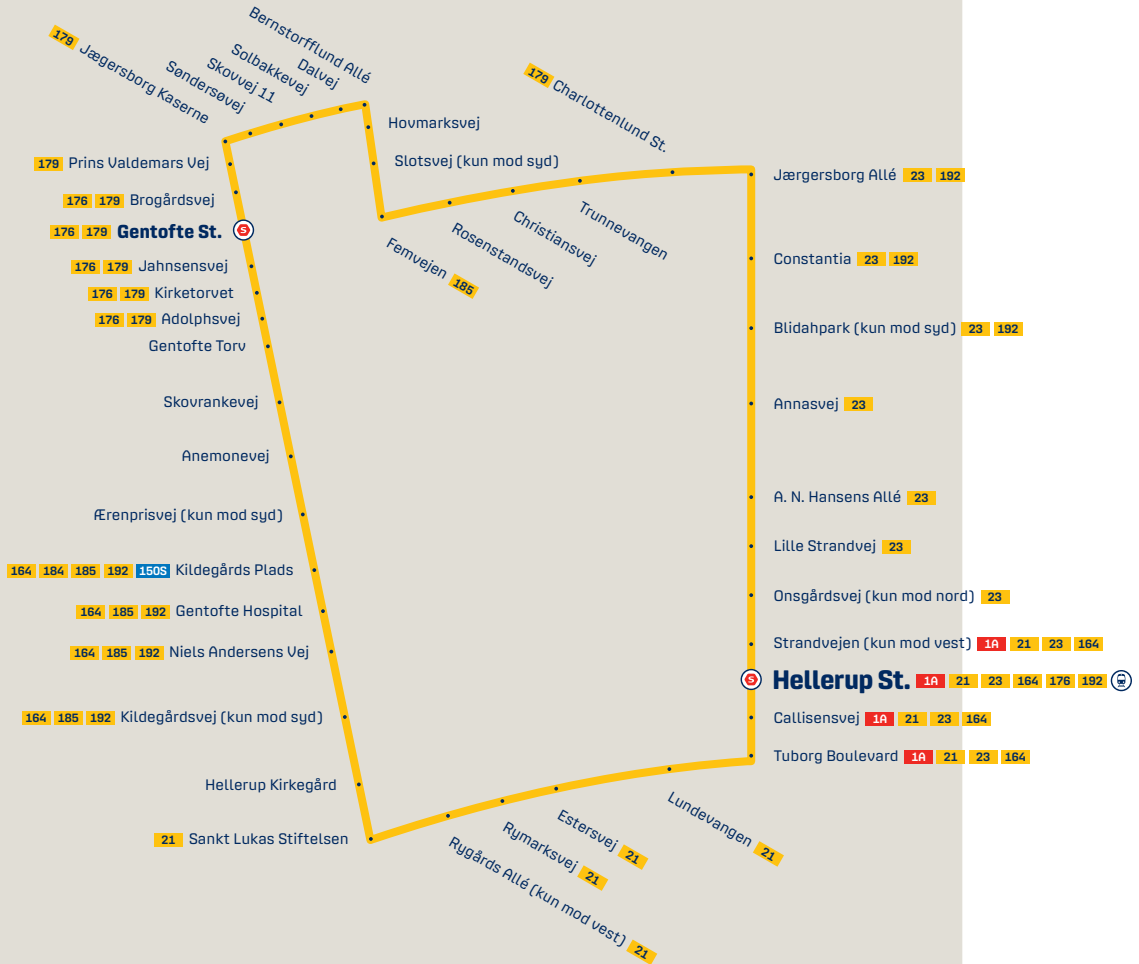 Bernstorfflund Allé
Dalvej
Solbakkevej
Skovvej 11
Søndersøvej
179 Jægersborg Kaserne
179 Charlottenlund St.
Hovmarksvej
Slotsvej (kun mod syd)
179 Prins Valdemars Vej
176 179 Brogårdsvej
176 179 Gentofte St. S
176 179 Jahnsensvej
176 179 Kirketorvet
176 179 Adolphsvej
Gentofte Torv
Skovrankevej
Anemonevej
Ærenprisvej (kun mod syd)
164 184 185 192 150S Kildegårds Plads
164 185 192 Gentofte Hospital
164 185 192 Niels Andersens Vej
164 185 192 Kildegårdsvej (kun mod syd)
Hellerup Kirkegård
21 Sankt Lukas Stiftelsen
Femvejen 185
Rosenstandsvej
Christiansvej
Trunnevangen
Jærgersborg Allé 23 192
Constantia 23 192
Blidahpark (kun mod syd) 23 192
Annasvej 23
A. N. Hansens Allé 23
Lille Strandvej 23
Onsgårdsvej (kun mod nord) 23
Strandvejen (kun mod vest) 1A 21 23 164
S Hellerup St. 1A 21 23 164 176 192
Callisensvej 1A 21 23 164
Tuborg Boulevard 1A 21 23 164
Lundevangen 21
Estersvej 21
Rymarksvej 21
Rygårds Allé (kun mod vest) 21